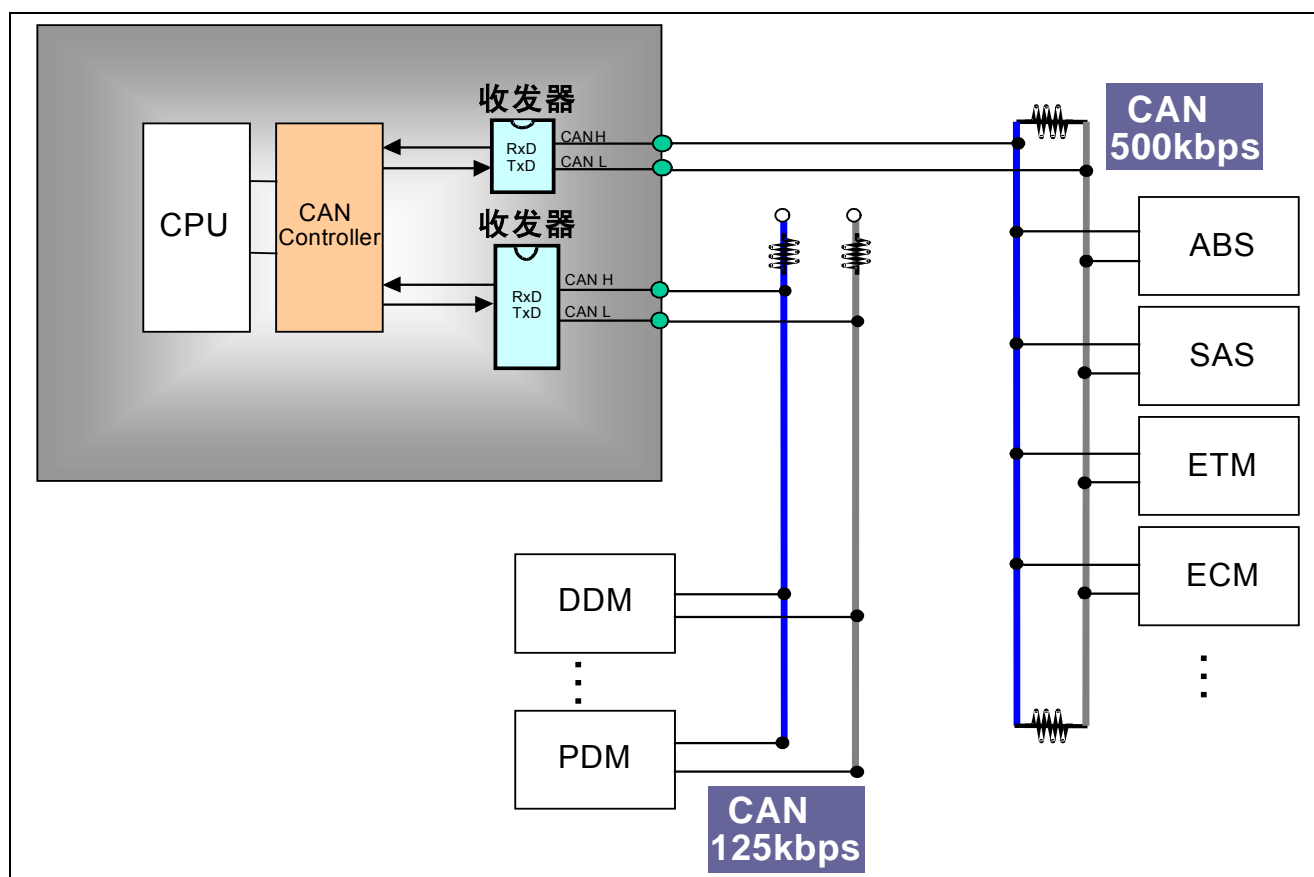 收发器
CAN
500kbps
CANH
RxD
TxD
CAN L
CPU
CAN
Controller
收发器
CAN H
RxD
TxD
CAN L
ABS
SAS
ETM
ECM
DDM
PDM
CAN
125kbps